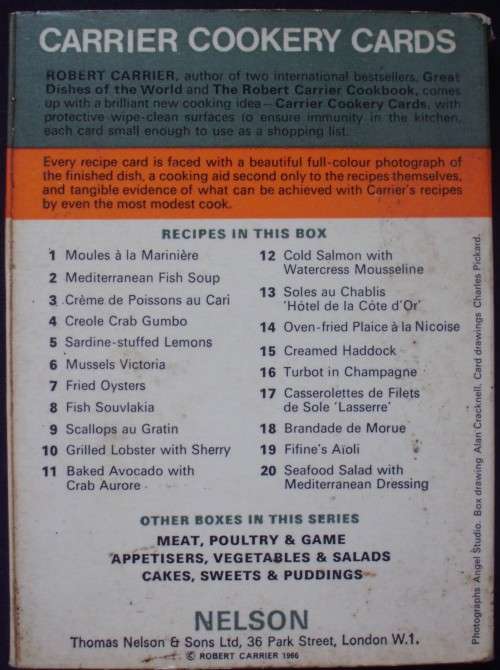 CARRIER COOKERY CARDS
ROBERT CARRIER, author of two international bestsellers, Great
Dishes of the World and The Robert Carrier Cookbook, comes
up with a brilliant new cooking idea—Carrier Cookery Cards, with
protective wipe-clean surfaces to ensure immunity in the kitchen,
each card small enough to use as a shopping list.
Every recipe card is faced with a beautiful full-colour photograph of
the finished dish, a cooking aid second only to the recipes themselves,
and tangible evidence of what can be achieved with Carrier's recipes
by even the most modest cook.
RECIPES IN THIS BOX
1 Moules à la Marinière
2 Mediterranean Fish Soup
3 Crème de Poissons au Cari
4 Creole Crab Gumbo
5 Sardine-stuffed Lemons
6 Mussels Victoria
7 Fried Oysters
8 Fish Souvlakia
9 Scallops au Gratin
10 Grilled Lobster with Sherry
11 Baked Avocado with
Crab Aurore
12 Cold Salmon with
Watercress Mousseline
13 Soles au Chablis
'Hôtel de la Côte d'Or'
14 Oven-fried Plaice à la Nicoise
15 Creamed Haddock
16 Turbot in Champagne
17 Casserolettes de Filets
de Sole 'Lasserre'
18 Brandade de Morue
19 Fifine's Aïoli
20 Seafood Salad with
Mediterranean Dressing
OTHER BOXES IN THIS SERIES
MEAT, POULTRY & GAME
APPETISERS, VEGETABLES & SALADS
CAKES, SWEETS & PUDDINGS
NELSON
Thomas Nelson & Sons Ltd, 36 Park Street, London W.1.
© ROBERT CARRIER 1966
Photographs Angel Studio. Box drawing Alan Cracknell. Card drawings Charles Pickard.